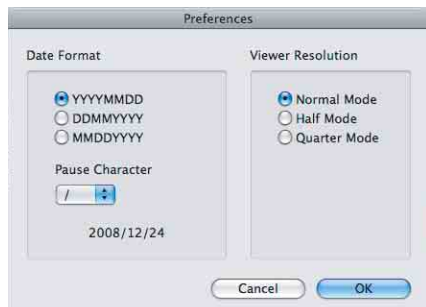 Preferences
Date Format
YYYYMMDD
DDMMYYYY
MMDDYYYY
Pause Character
/
2008/12/24
Viewer Resolution
Normal Mode
Half Mode
Quarter Mode
Cancel
OK